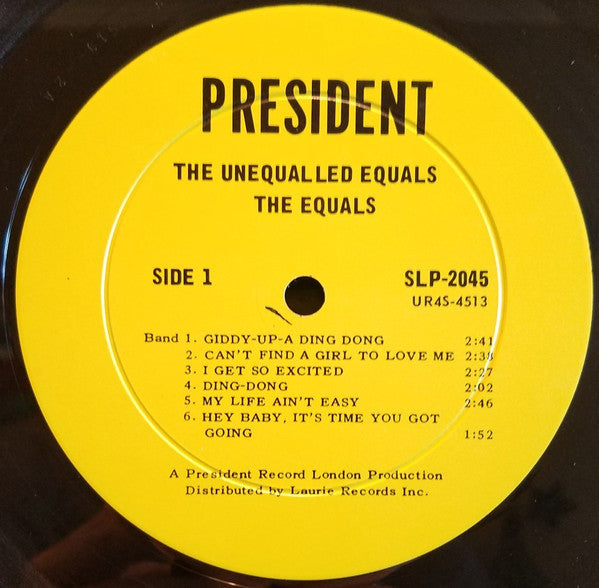 PRESIDENT
THE UNEQUALLED EQUALS
THE EQUALS
SIDE 1 SLP-2045
UR4S-4513
Band 1. GIDDY-UP-A DING DONG 2:41
2. CAN'T FIND A GIRL TO LOVE ME 2:38
3. I GET SO EXCITED 2:27
4. DING-DONG 2:02
5. MY LIFE AIN'T EASY 2:46
6. HEY BABY, IT'S TIME YOU GOT
GOING 1:52
A President Record London Production
Distributed by Laurie Records Inc.